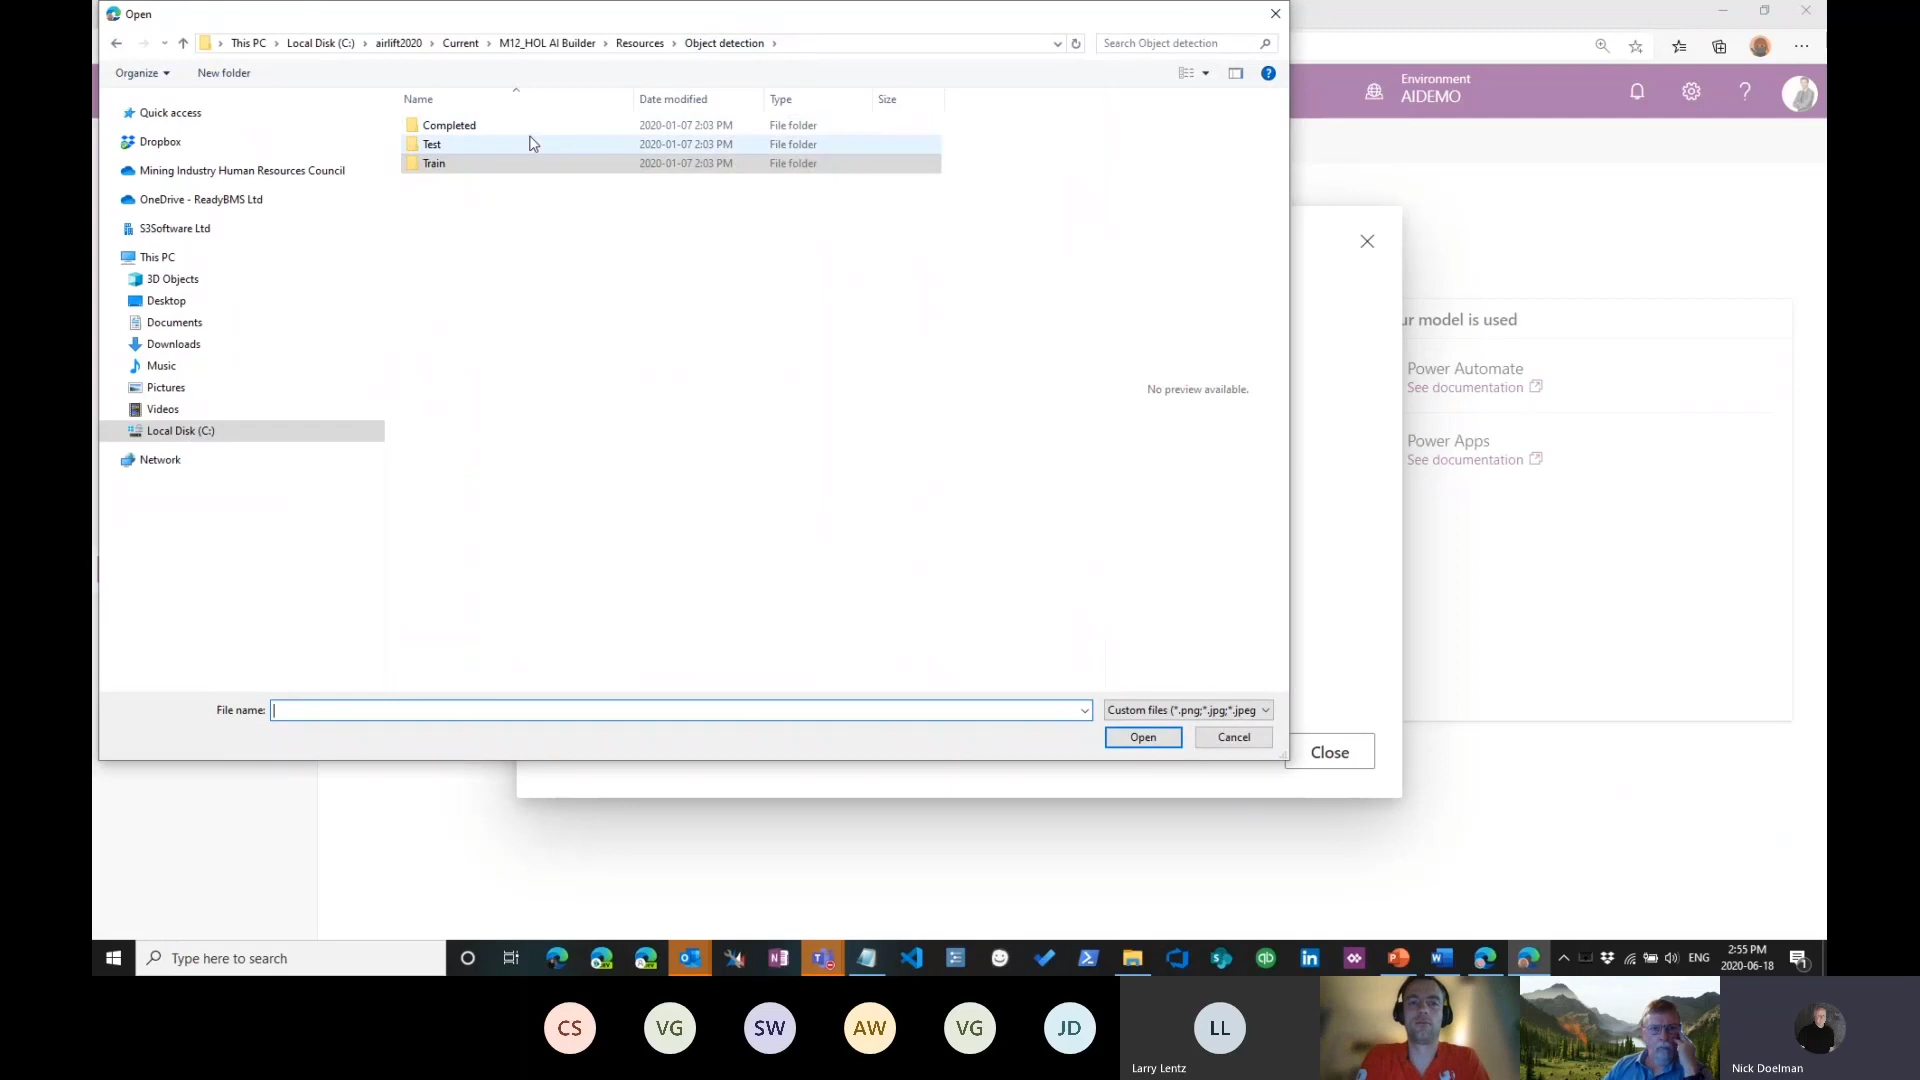 Open
This PC > Local Disk (C:) > airlift2020 > Current > M12_HOL AI Builder > Resources > Object detection >
Search Object detection
Organize
New folder
Name
Date modified
Type
Size
Completed 2020-01-07 2:03 PM File folder
Test 2020-01-07 2:03 PM File folder
Train 2020-01-07 2:03 PM File folder
Quick access
Dropbox
Mining Industry Human Resources Council
OneDrive - ReadyBMS Ltd
S3Software Ltd
This PC
3D Objects
Desktop
Documents
Downloads
Music
Pictures
Videos
Local Disk (C:)
Network
No preview available.
File name:
Custom files (*.png;*.jpg;*.jpeg
Open
Cancel
Environment
AIDEMO
ur model is used
Power Automate
See documentation
Power Apps
See documentation
Close
Type here to search
ENG
2:55 PM
2020-06-18
CS
VG
SW
AW
VG
JD
LL
Larry Lentz
Nick Doelman